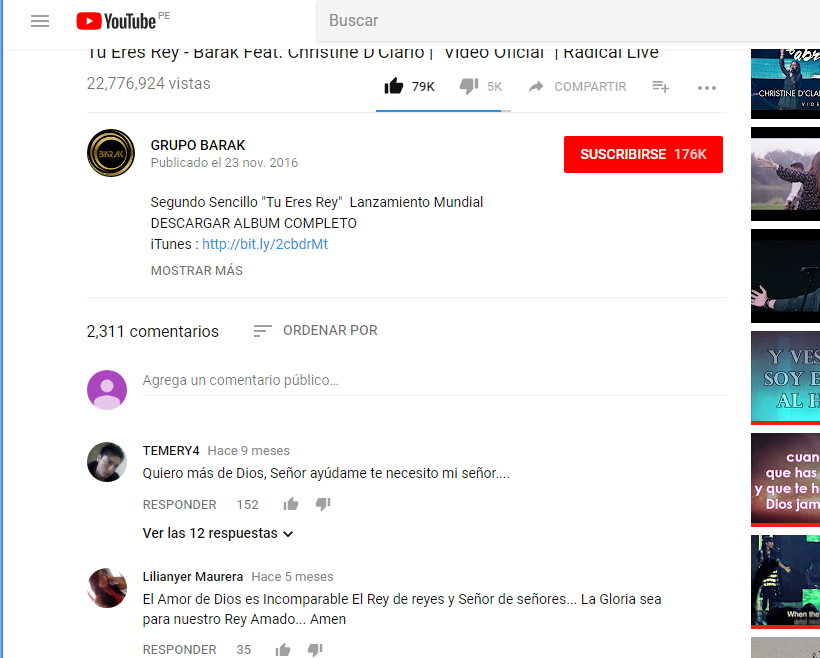 YouTube PE
Buscar
Tu Eres Rey - Barak Feat. Christine D'Clario | "Video Oficial" | Radical Live
22,776,924 vistas
79K
5K
COMPARTIR
BARAK
GRUPO BARAK
Publicado el 23 nov. 2016
SUSCRIBIRSE 176K
Segundo Sencillo "Tu Eres Rey" Lanzamiento Mundial
DESCARGAR ALBUM COMPLETO
iTunes : http://bit.ly/2cbdrMt
MOSTRAR MÁS
2,311 comentarios
ORDENAR POR
Agrega un comentario público...
TEMERY4 Hace 9 meses
Quiero más de Dios, Señor ayúdame te necesito mi señor....
RESPONDER 152
Ver las 12 respuestas
Lilianyer Maurera Hace 5 meses
El Amor de Dios es Incomparable El Rey de reyes y Señor de señores... La Gloria sea
para nuestro Rey Amado... Amen
RESPONDER 35
CHRISTINE D'CLA
VIDE
Y VES
SOY E
AL H
cuan
que has
y que te h
Dios jam
When the